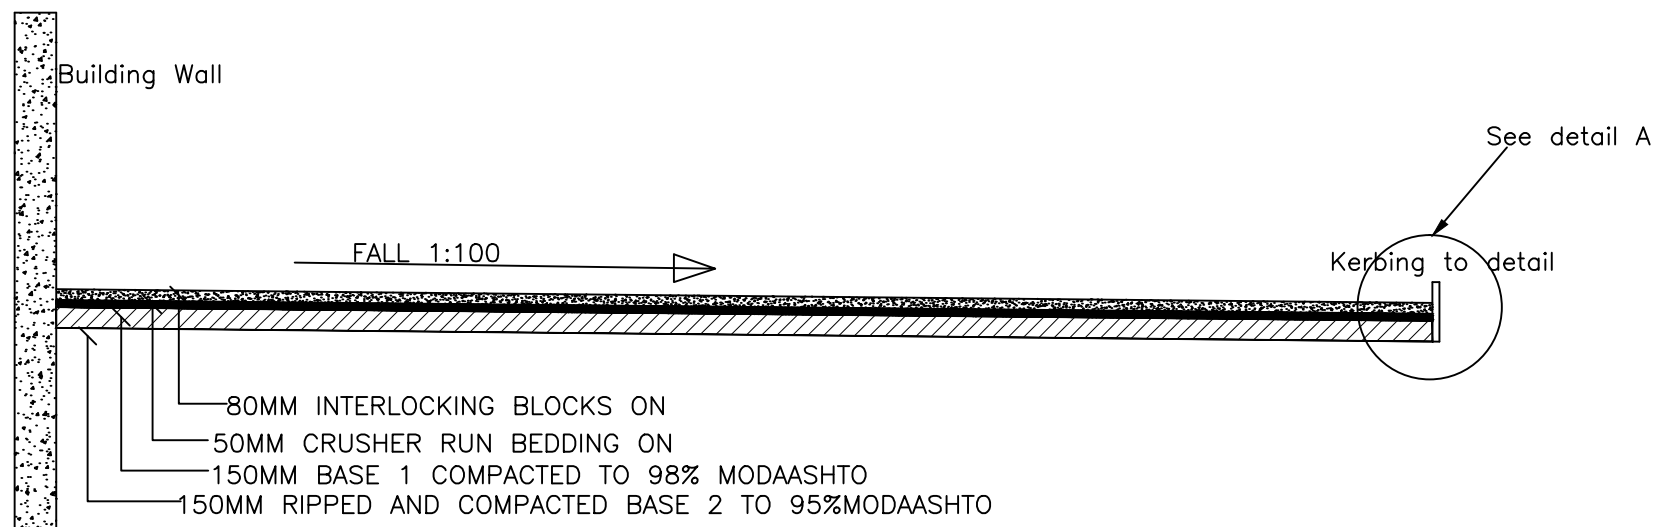 Building Wall
See detail A
FALL 1:100
Kerbing to detail
80MM INTERLOCKING BLOCKS ON
50MM CRUSHER RUN BEDDING ON
150MM BASE 1 COMPACTED TO 98% MODAASHTO
150MM RIPPED AND COMPACTED BASE 2 TO 95%MODAASHTO